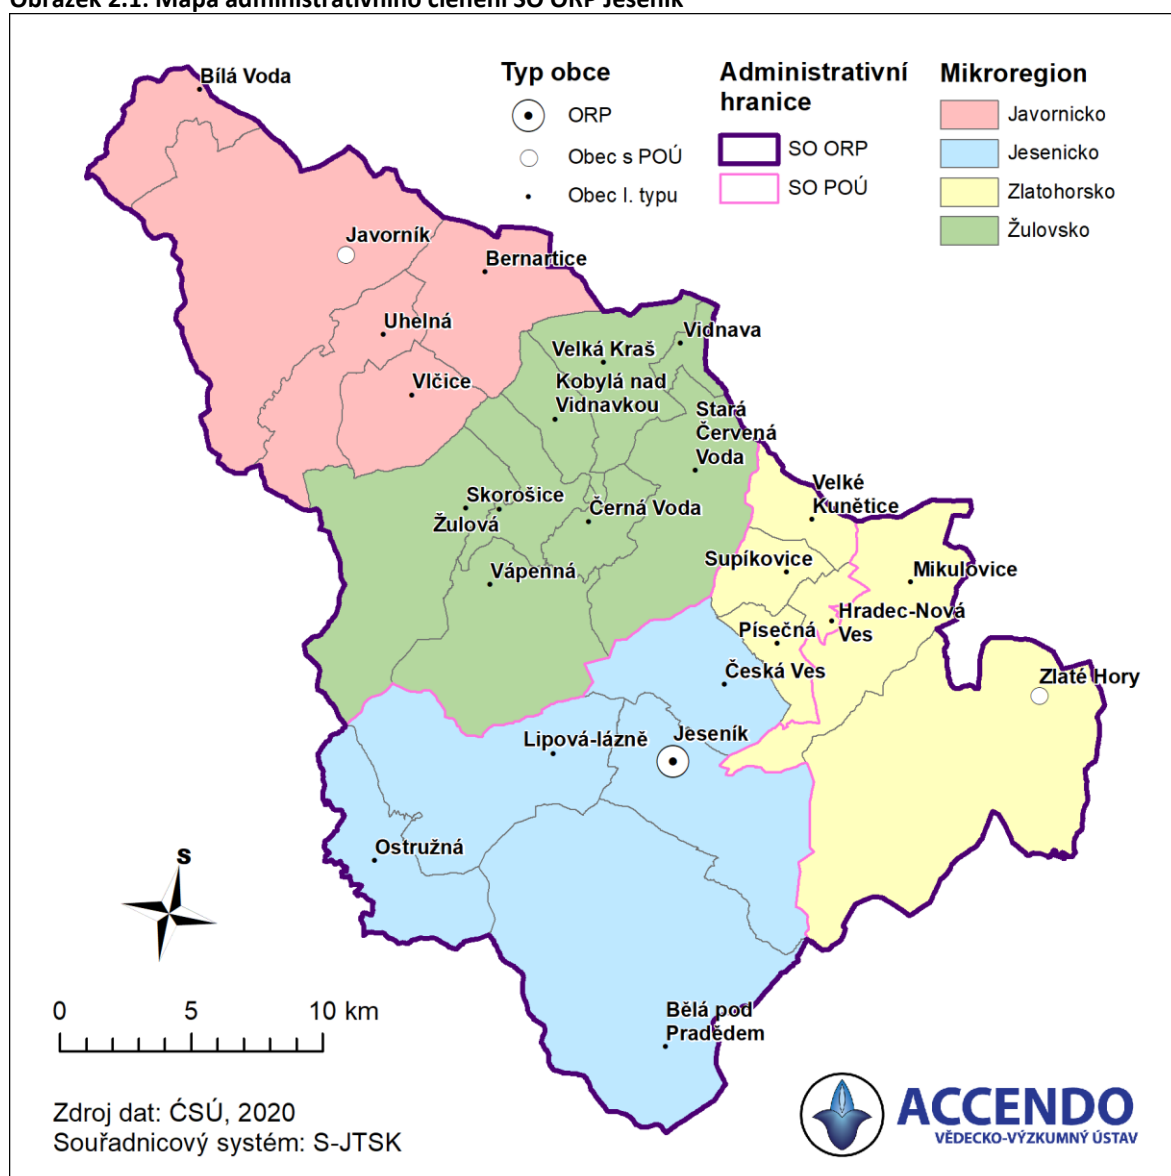 Obrázek 2.1: Mapa administrativního členění SO ORP Jeseník
Typ obce
ORP
Obec s POÚ
Obec I. typu
Administrativní
hranice
SO ORP
SO POÚ
Mikroregion
Javornicko
Jesenicko
Zlatohorsko
Žulovsko
Bílá Voda
Javorník
Bernartice
Uhelná
Vlčice
Vidnava
Velká Kraš
Kobylá nad
Vidnavkou
Stará
Červená
Voda
Velké
Kunětice
Skorošice
Žulová
Černá Voda
Supíkovice
Mikulovice
Vápenná
Hradec-Nová
Ves
Písečná
Česká Ves
Zlaté Hory
Jeseník
Lipová-lázně
Ostružná
Bělá pod
Pradědem
S
0 5 10 km
Zdroj dat: ĆSÚ, 2020
Souřadnicový systém: S-JTSK
ACCENDO
VĚDECKO-VÝZKUMNÝ ÚSTAV